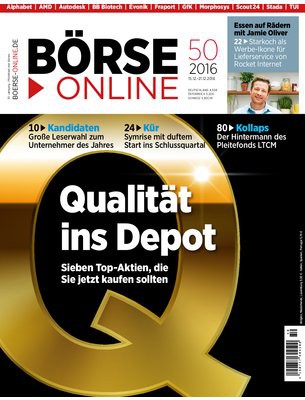 Alphabet | AMD | Autodesk | BB Biotech | Evonik | Fraport | GfK | Morphosys | Scout24 | Stada | TUI
BOERSE-ONLINE.DE
BÖRSE
ONLINE
50
2016
15.12.-21.12.2016
Essen auf Rädern
mit Jamie Oliver
22 Starkoch als
Werbe-Ikone für
Lieferservice von
Rocket Internet
10 Kandidaten
Große Leserwahl zum
Unternehmer des Jahres
24 Kür
Symrise mit duftem
Start ins Schlussquartal
80 Kollaps
Der Hintermann des
Pleitefonds LTCM
Qualität
ins Depot
Sieben Top-Aktien, die
Sie jetzt kaufen sollten